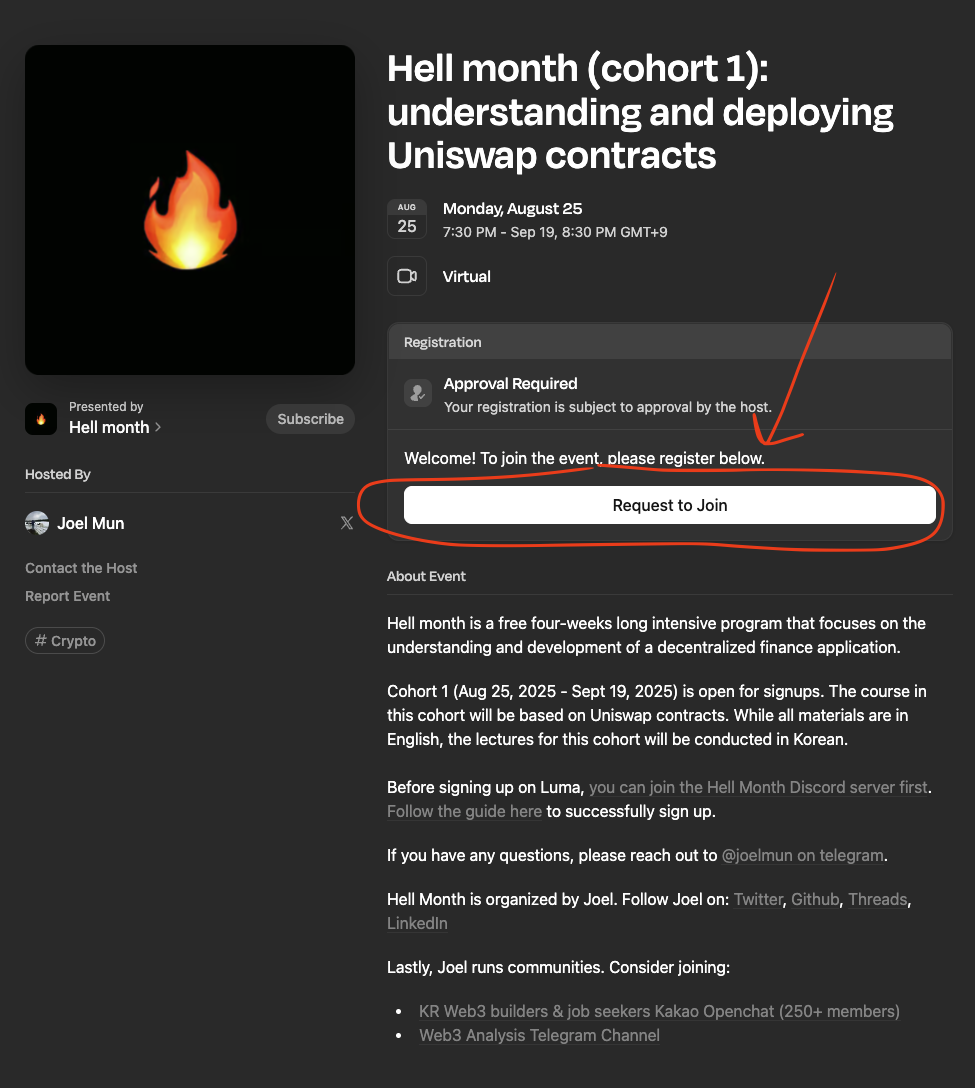 Hell month (cohort 1):
understanding and deploying
Uniswap contracts
AUG
25
Monday, August 25
7:30 PM - Sep 19, 8:30 PM GMT+9
Virtual
Registration
Approval Required
Your registration is subject to approval by the host.
Welcome! To join the event, please register below.
Request to Join
Presented by
Hell month
Subscribe
Hosted By
Joel Mun
Contact the Host
Report Event
# Crypto
About Event
Hell month is a free four-weeks long intensive program that focuses on the
understanding and development of a decentralized finance application.
Cohort 1 (Aug 25, 2025 - Sept 19, 2025) is open for signups. The course in
this cohort will be based on Uniswap contracts. While all materials are in
English, the lectures for this cohort will be conducted in Korean.
Before signing up on Luma, you can join the Hell Month Discord server first.
Follow the guide here to successfully sign up.
If you have any questions, please reach out to @joelmun on telegram.
Hell Month is organized by Joel. Follow Joel on: Twitter, Github, Threads,
LinkedIn
Lastly, Joel runs communities. Consider joining:
• KR Web3 builders & job seekers Kakao Openchat (250+ members)
• Web3 Analysis Telegram Channel